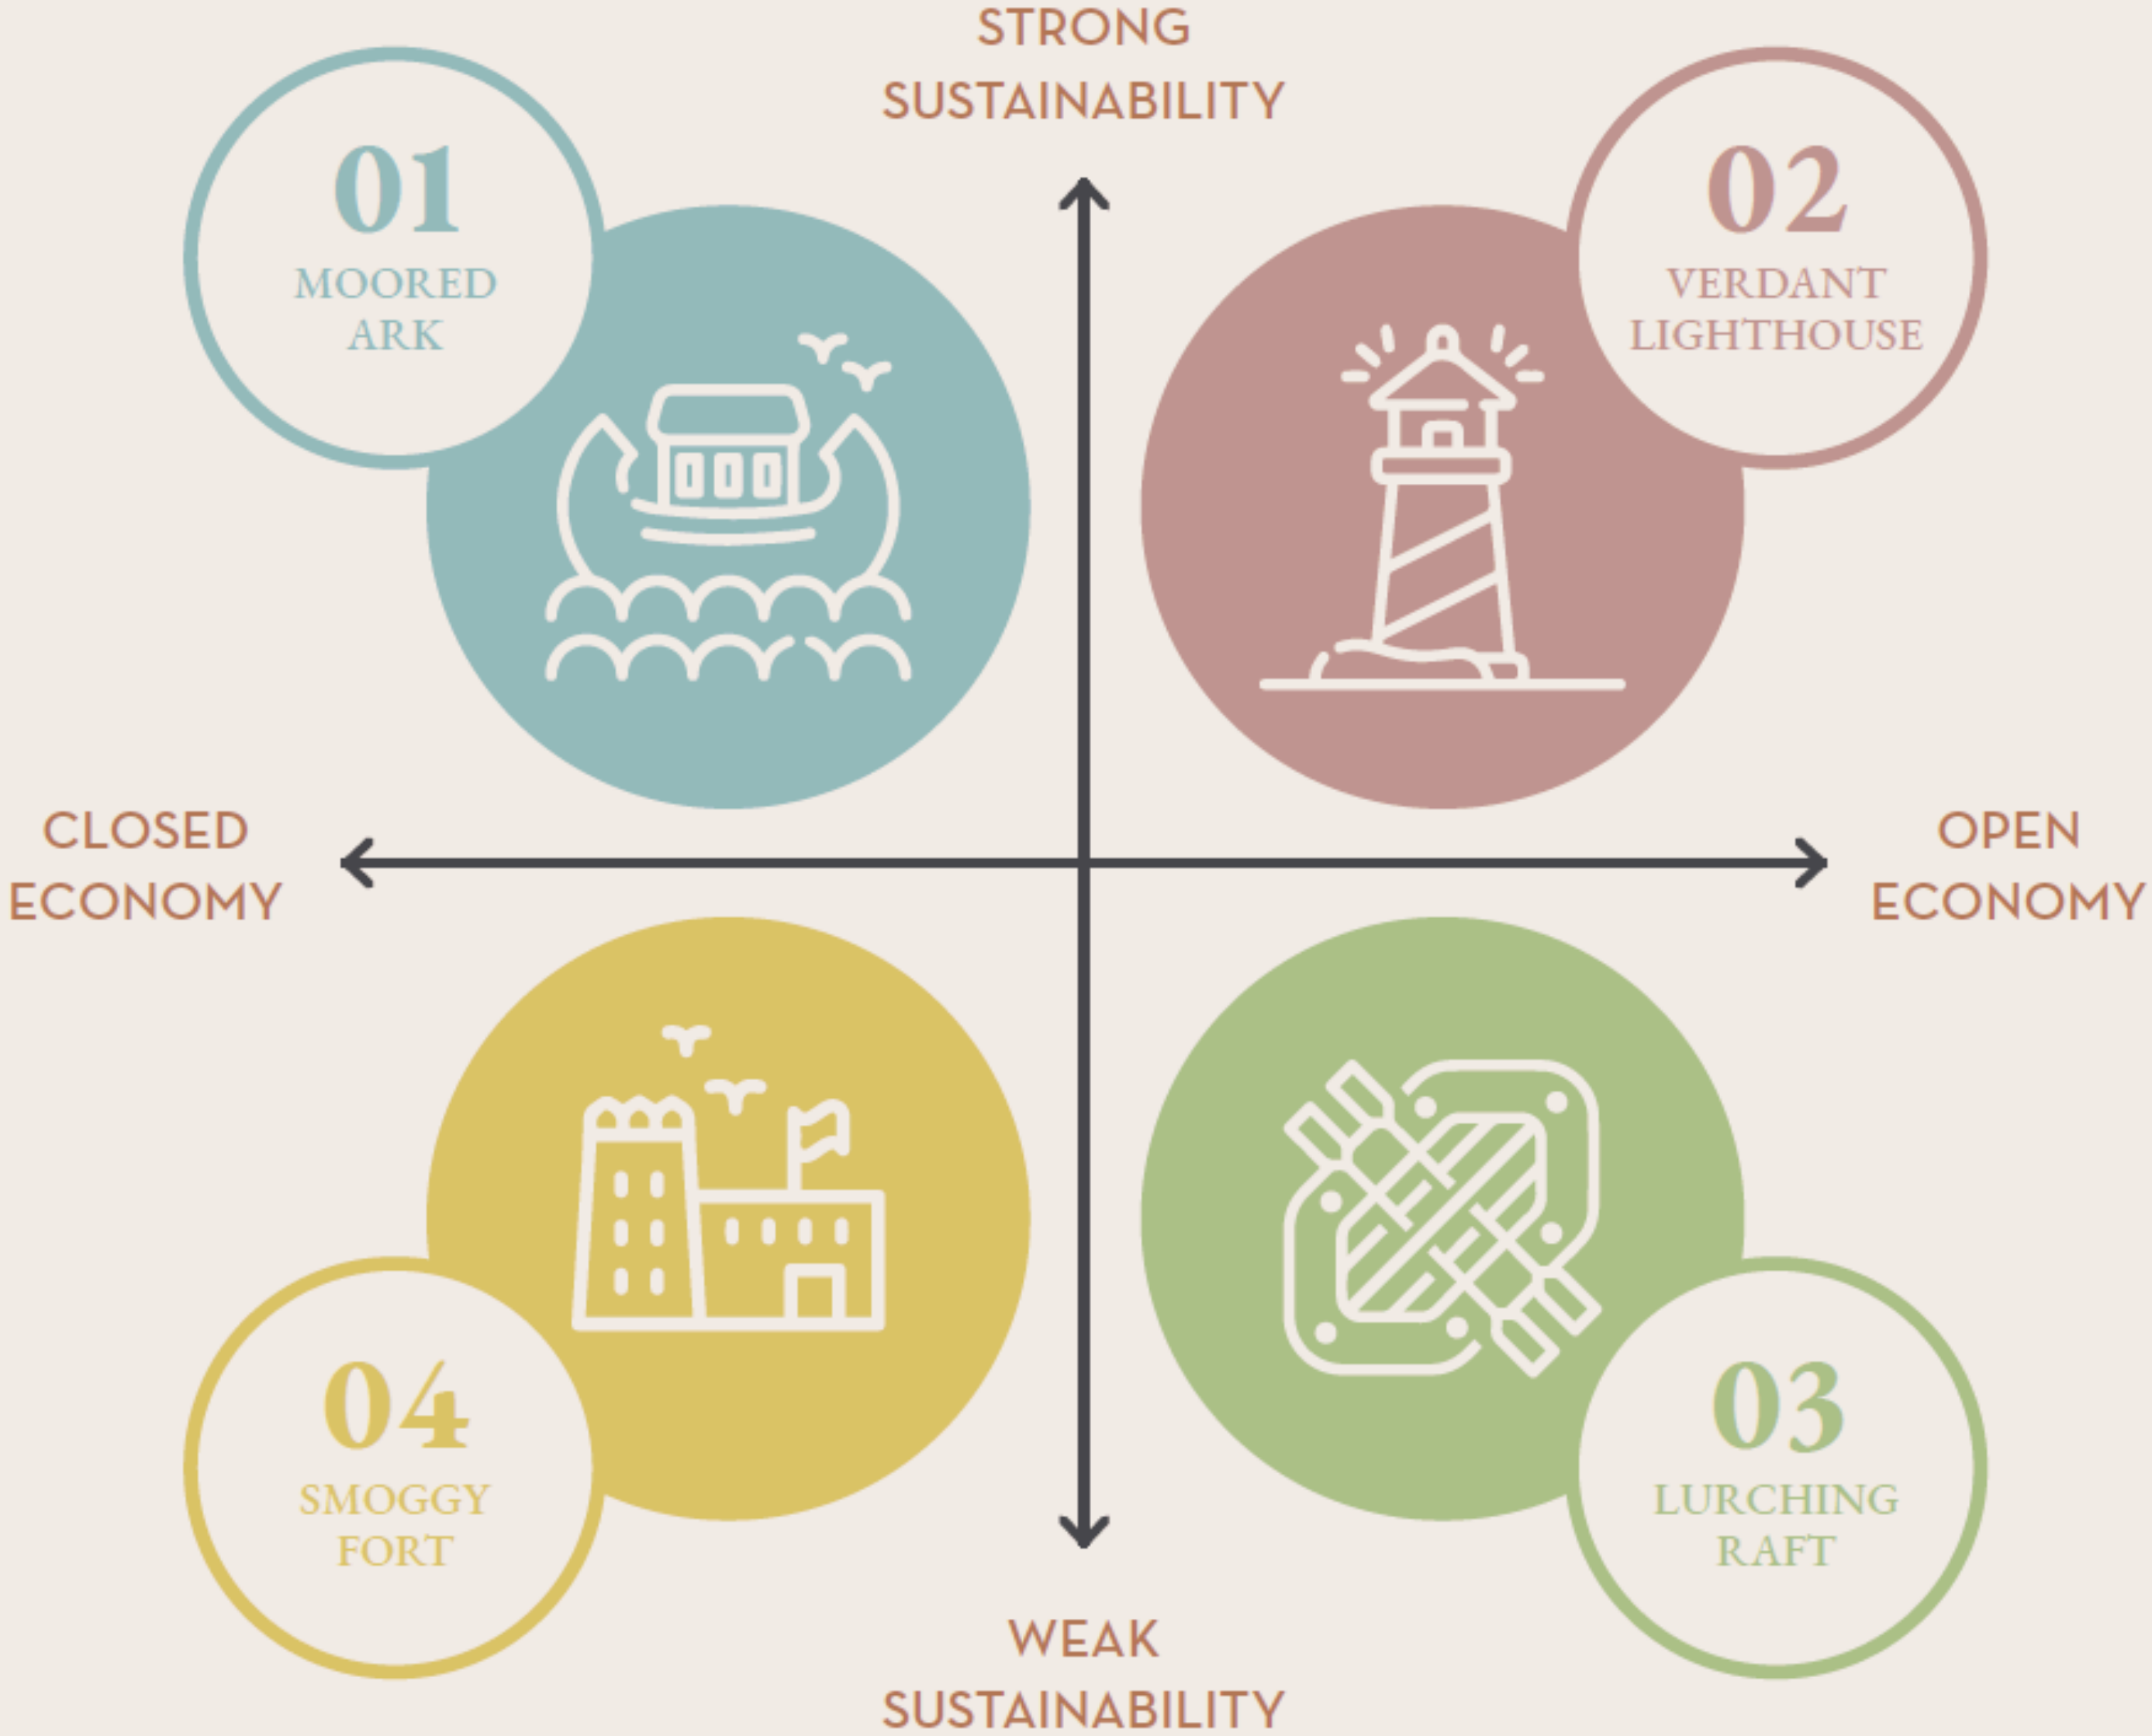 STRONG
SUSTAINABILITY
01
MOORED
ARK
02
VERDANT
LIGHTHOUSE
CLOSED
ECONOMY
OPEN
ECONOMY
04
SMOGGY
FORT
03
LURCHING
RAFT
WEAK
SUSTAINABILITY